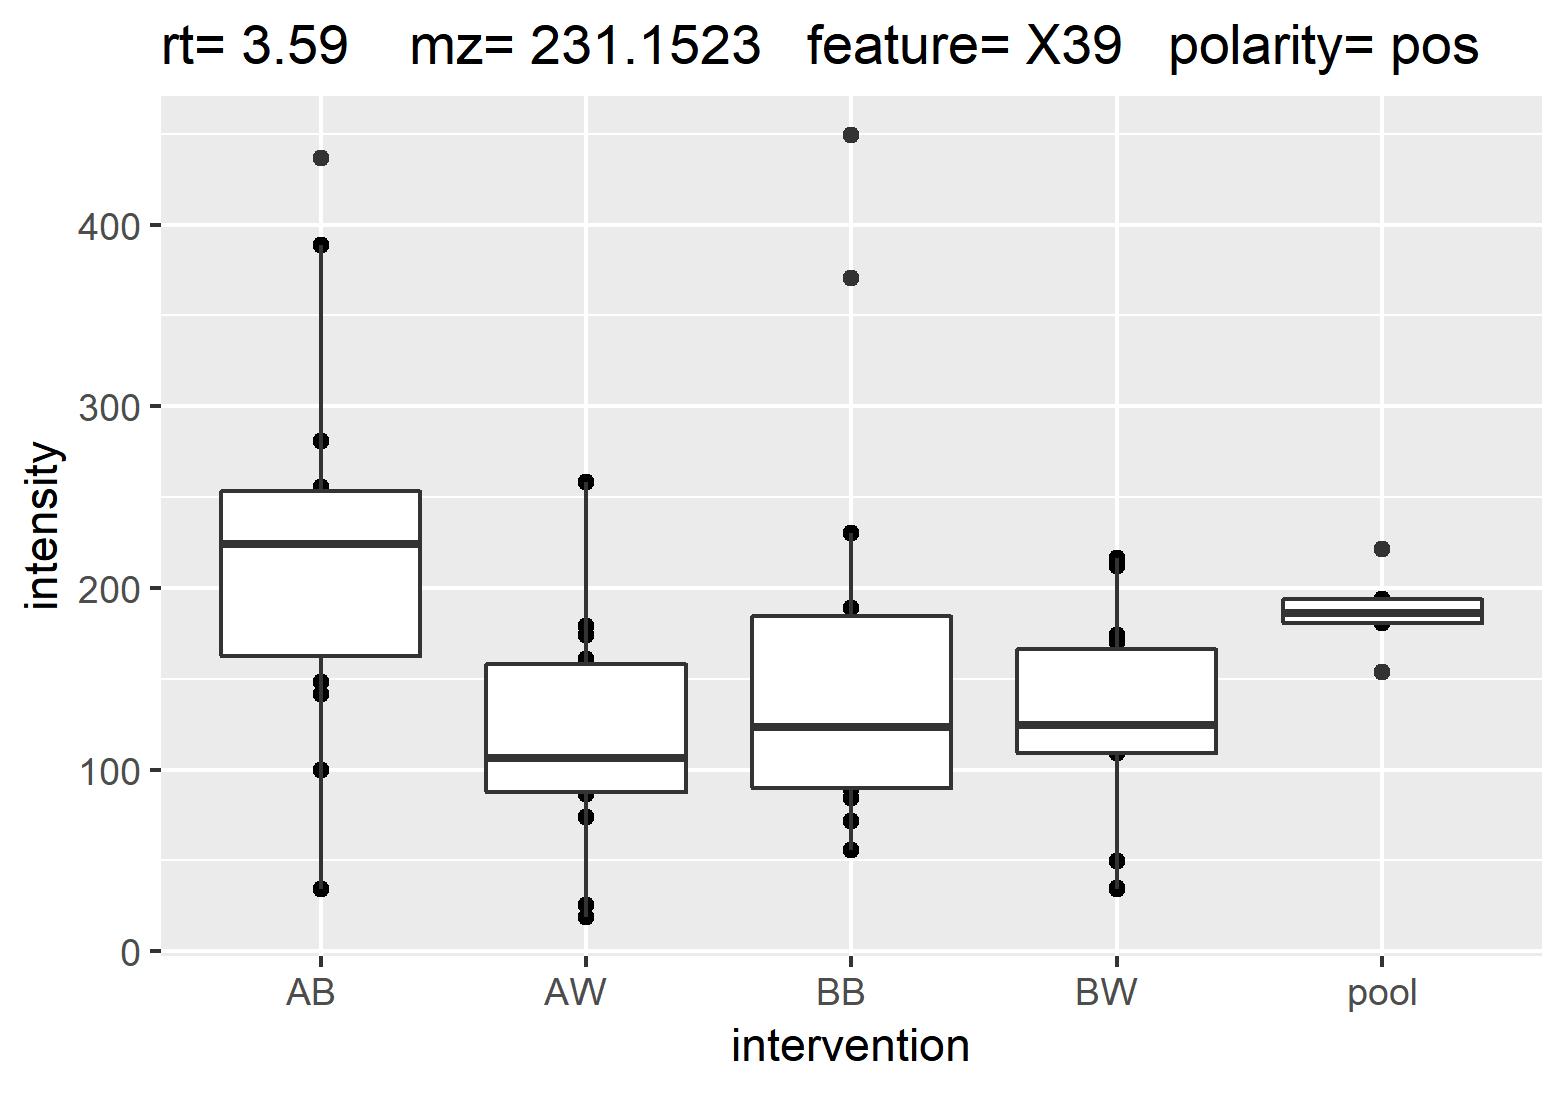 rt= 3.59 mz= 231.1523 feature= X39 polarity= pos
intensity
400
300
200
100
0
AB AW BB BW pool
intervention